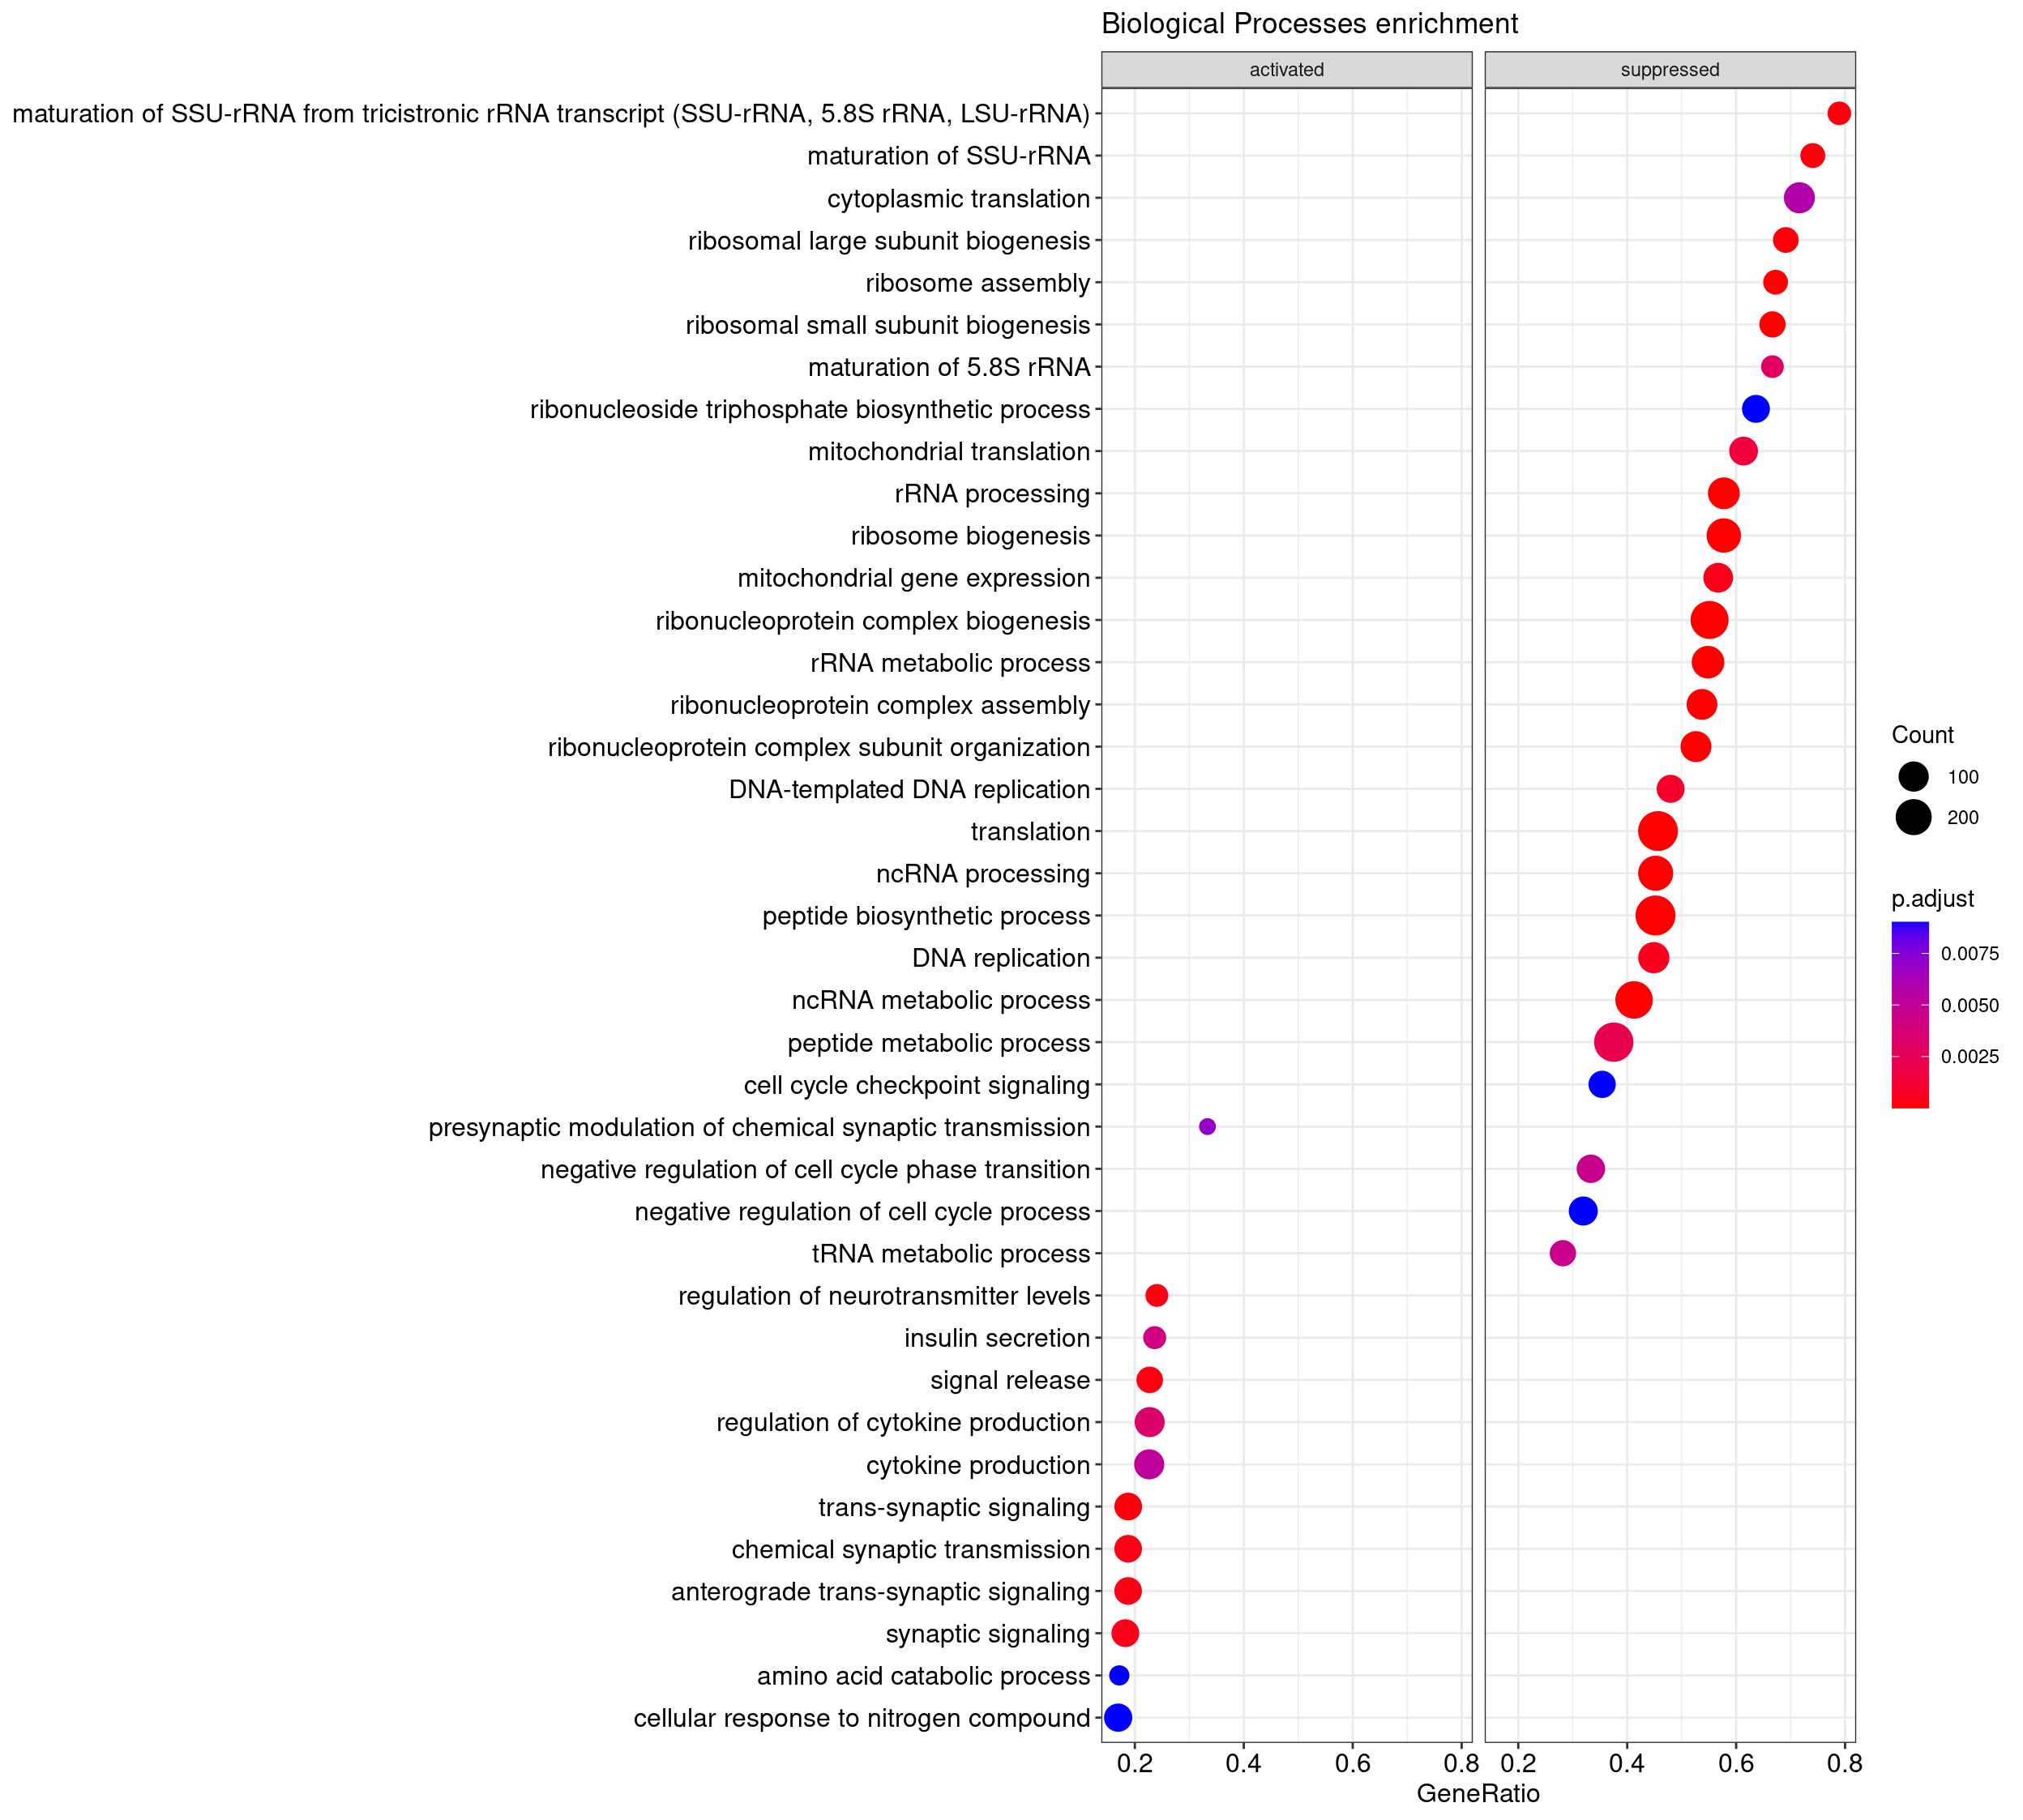 Biological Processes enrichment
activated
suppressed
maturation of SSU-rRNA from tricistronic rRNA transcript (SSU-rRNA, 5.8S rRNA, LSU-rRNA)
maturation of SSU-rRNA
cytoplasmic translation
ribosomal large subunit biogenesis
ribosome assembly
ribosomal small subunit biogenesis
maturation of 5.8S rRNA
ribonucleoside triphosphate biosynthetic process
mitochondrial translation
rRNA processing
ribosome biogenesis
mitochondrial gene expression
ribonucleoprotein complex biogenesis
rRNA metabolic process
ribonucleoprotein complex assembly
ribonucleoprotein complex subunit organization
DNA-templated DNA replication
translation
ncRNA processing
peptide biosynthetic process
DNA replication
ncRNA metabolic process
peptide metabolic process
cell cycle checkpoint signaling
presynaptic modulation of chemical synaptic transmission
negative regulation of cell cycle phase transition
negative regulation of cell cycle process
tRNA metabolic process
regulation of neurotransmitter levels
insulin secretion
signal release
regulation of cytokine production
cytokine production
trans-synaptic signaling
chemical synaptic transmission
anterograde trans-synaptic signaling
synaptic signaling
amino acid catabolic process
cellular response to nitrogen compound
0.2 0.4 0.6 0.8 0.2 0.4 0.6 0.8
GeneRatio
Count
100
200
p.adjust
0.0075
0.0050
0.0025